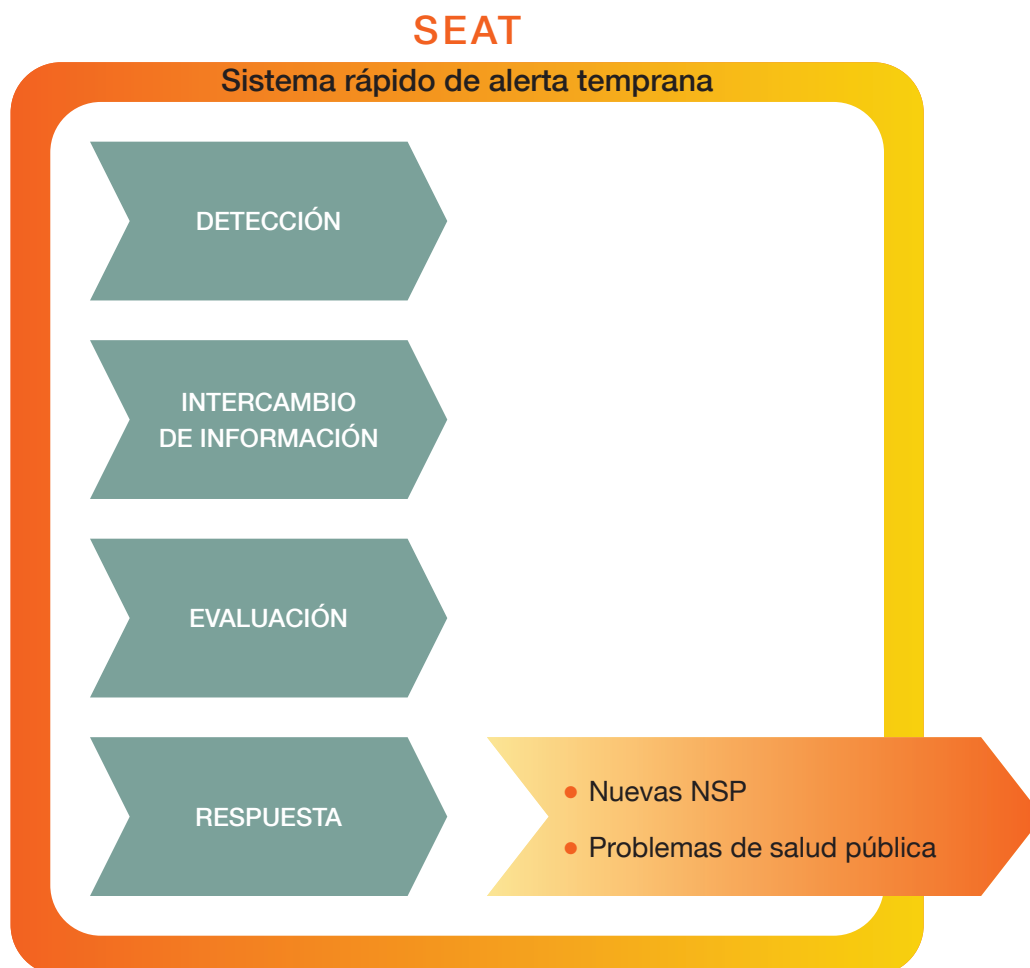 SEAT
Sistema rápido de alerta temprana
DETECCIÓN
INTERCAMBIO
DE INFORMACIÓN
EVALUACIÓN
RESPUESTA
• Nuevas NSP
• Problemas de salud pública